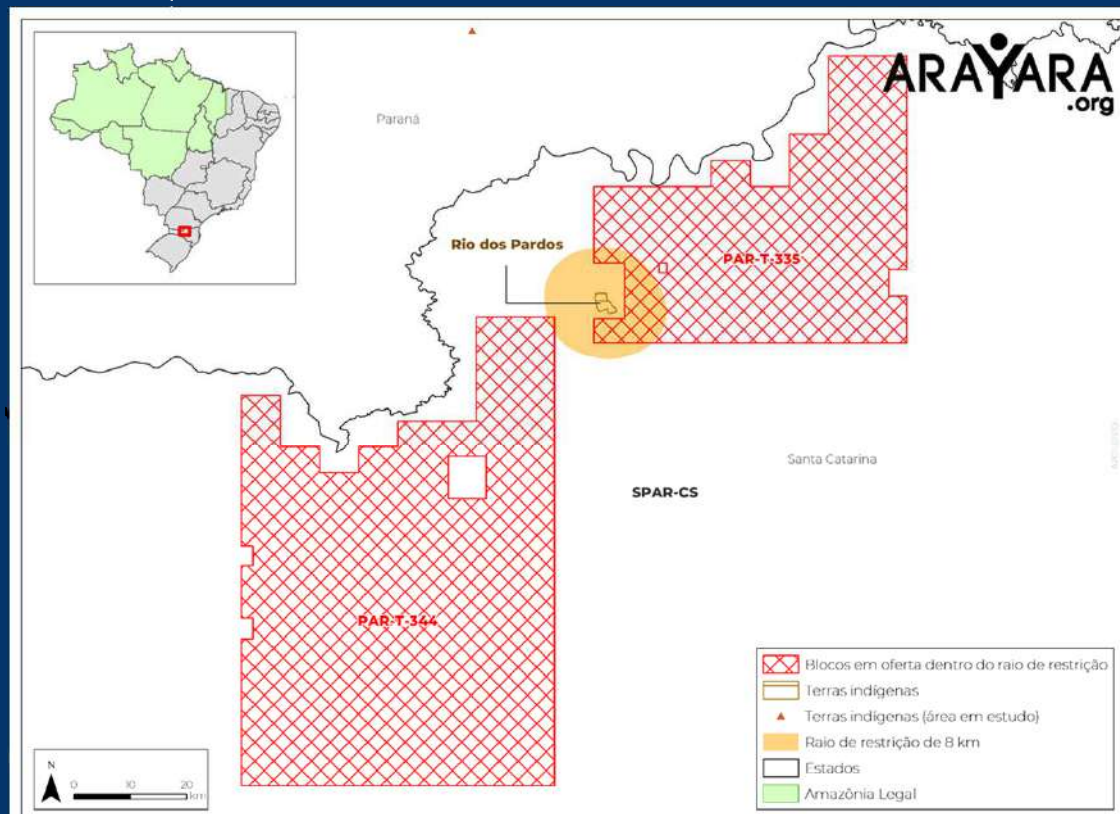 ARAYARA
.org
Paraná
Rio dos Pardos
PAR-T-335
Santa Catarina
SPAR-CS
PAR-T-344
Blocos em oferta dentro do raio de restrição
Terras indígenas
Terras indígenas (área em estudo)
Raio de restrição de 8 km
Estados
Amazônia Legal
N
0 10 20
km